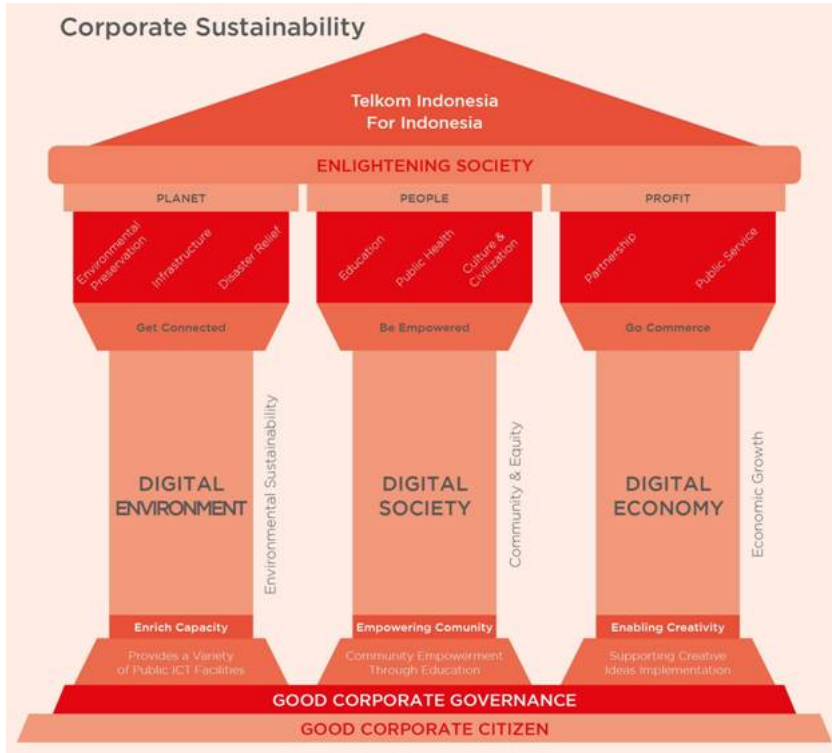 Corporate Sustainability
Telkom Indonesia
For Indonesia
ENLIGHTENING SOCIETY
PLANET
PEOPLE
PROFIT
Environmental
Preservation
Infrastructure
Disaster Relief
Education
Public Health
Culture &
Civilization
Partnership
Public Service
Get Connected
Be Empowered
Go Commerce
DIGITAL
ENVIRONMENT
Environmental Sustainability
DIGITAL
SOCIETY
Community & Equity
DIGITAL
ECONOMY
Economic Growth
Enrich Capacity
Empowering Comunity
Enabling Creativity
Provides a Variety
of Public ICT Facilities
Community Empowerment
Through Education
Supporting Creative
Ideas Implementation
GOOD CORPORATE GOVERNANCE
GOOD CORPORATE CITIZEN